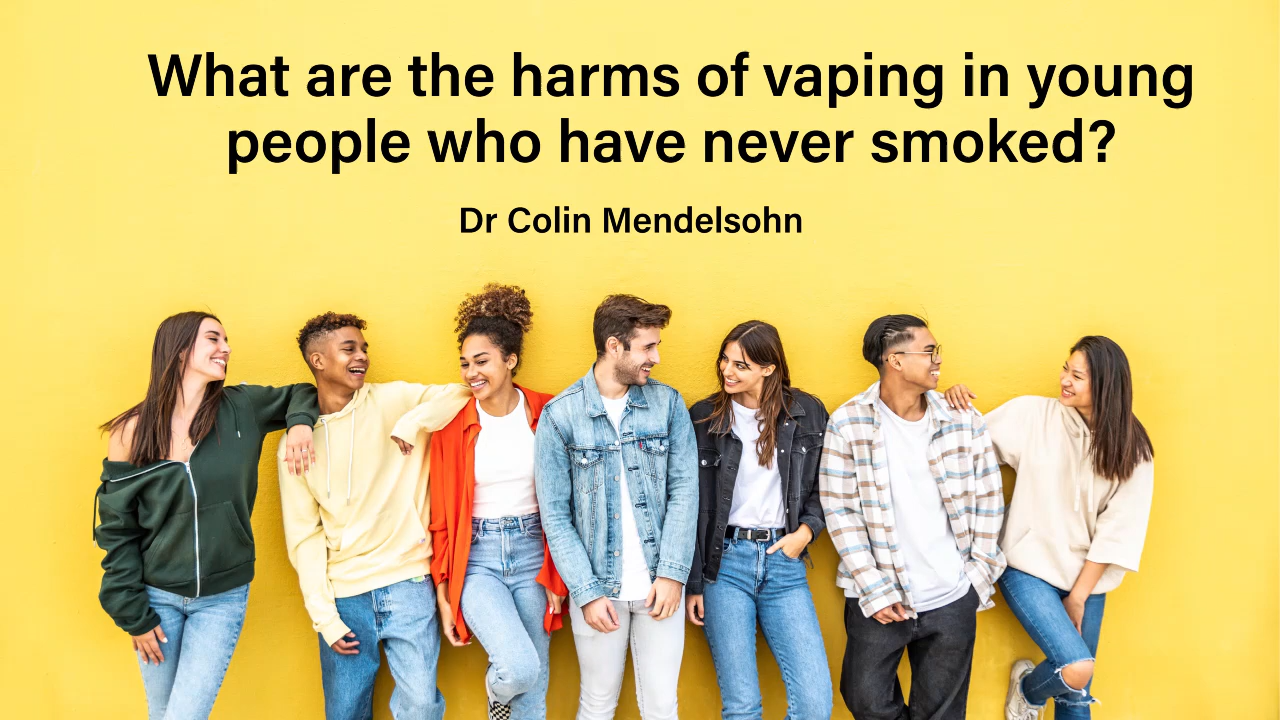 What are the harms of vaping in young
people who have never smoked?
Dr Colin Mendelsohn